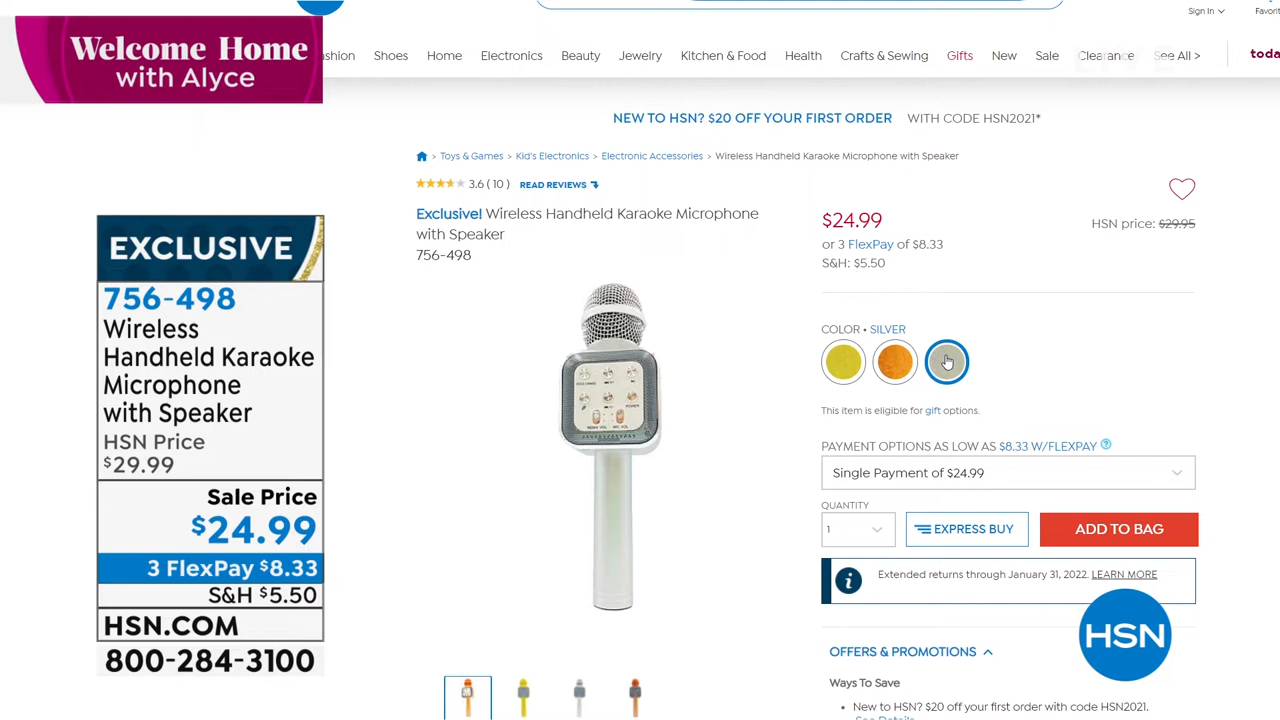 Welcome Home
with Alyce
Sign In
Favori
Shoes
Home
Electronics
Beauty
Jewelry
Kitchen & Food
Health
Crafts & Sewing
Gifts
New
Sale
Clearance
See All >
toda
NEW TO HSN? $20 OFF YOUR FIRST ORDER WITH CODE HSN2021*
> Toys & Games > Kid's Electronics > Electronic Accessories > Wireless Handheld Karaoke Microphone with Speaker
3.6 ( 10 ) READ REVIEWS
Exclusive! Wireless Handheld Karaoke Microphone
with Speaker
756-498
$24.99
HSN price: $29.95
or 3 FlexPay of $8.33
S&H: $5.50
COLOR • SILVER
This item is eligible for gift options.
PAYMENT OPTIONS AS LOW AS $8.33 W/FLEXPAY ?
Single Payment of $24.99
QUANTITY
1
EXPRESS BUY
ADD TO BAG
i
Extended returns through January 31, 2022. LEARN MORE
HSN
OFFERS & PROMOTIONS
Ways To Save
• New to HSN? $20 off your first order with code HSN2021.
EXCLUSIVE
756-498
Wireless
Handheld Karaoke
Microphone
with Speaker
HSN Price
$29.99
Sale Price
$24.99
3 FlexPay $8.33
S&H $5.50
HSN.COM
800-284-3100
POWER